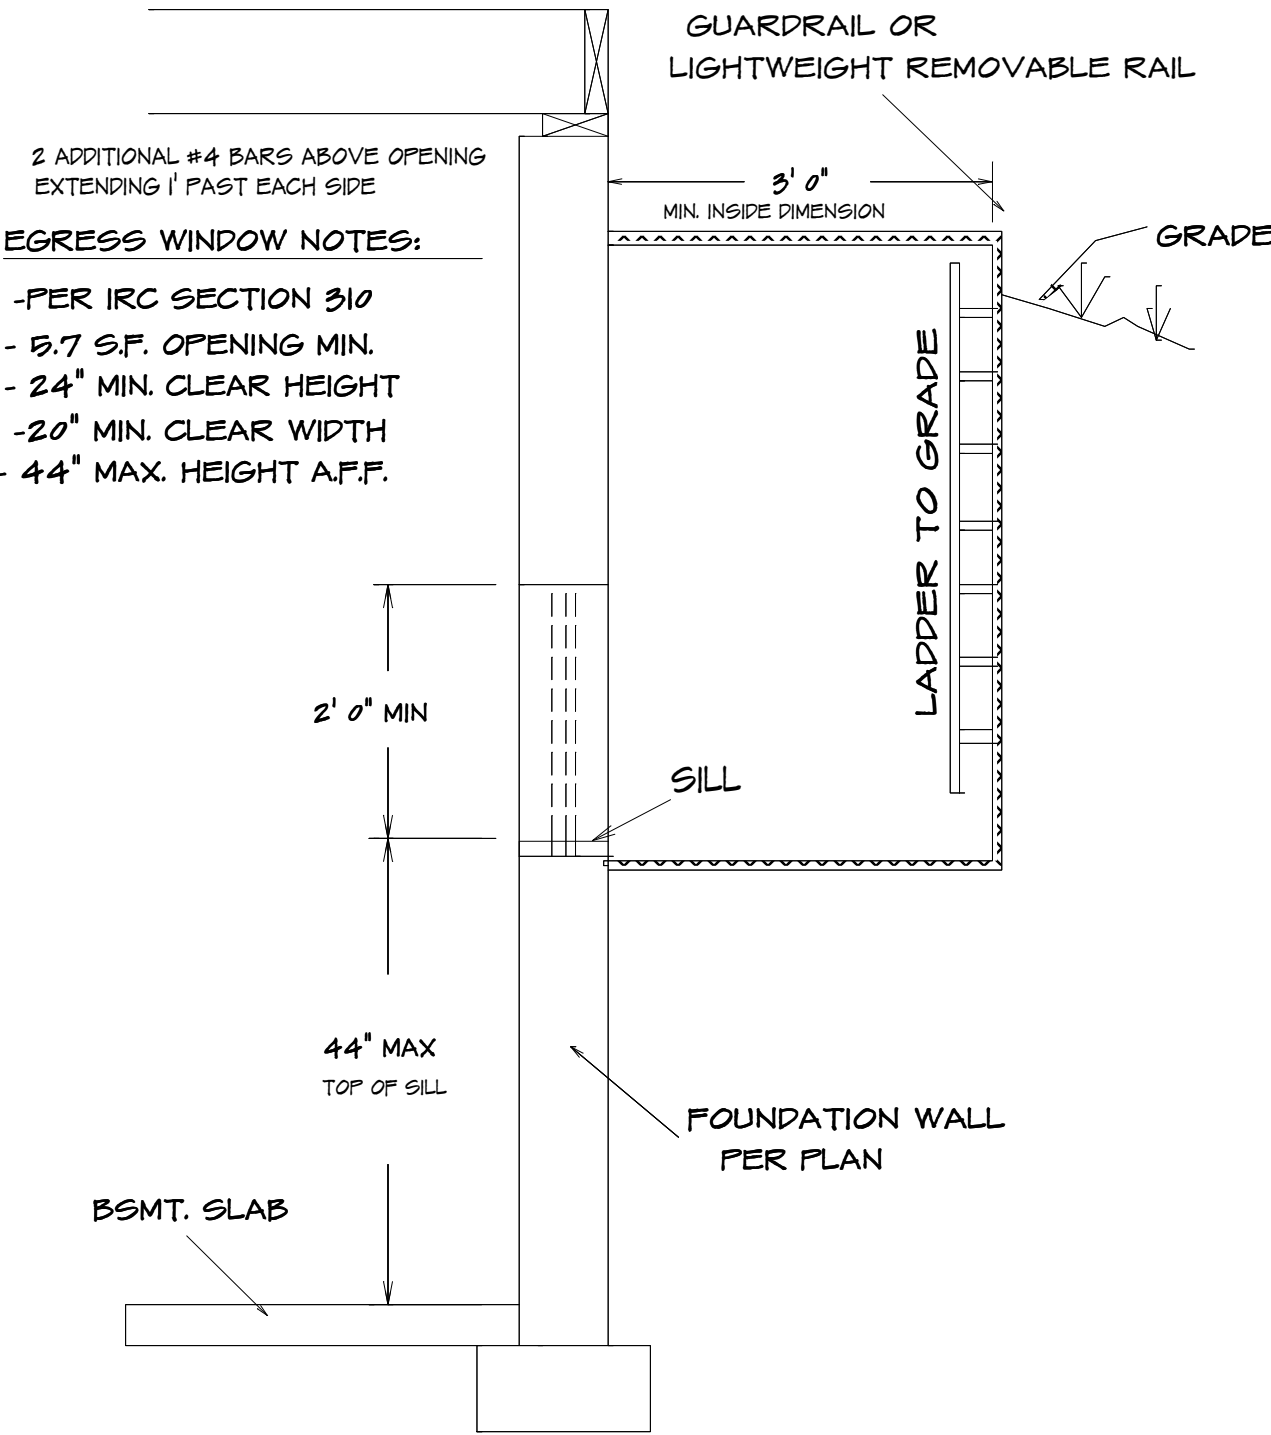 GUARDRAIL OR
LIGHTWEIGHT REMOVABLE RAIL
2 ADDITIONAL #4 BARS ABOVE OPENING
EXTENDING 1' PAST EACH SIDE
3' 0"
MIN. INSIDE DIMENSION
EGRESS WINDOW NOTES:
GRADE
-PER IRC SECTION 310
- 5.7 S.F. OPENING MIN.
- 24" MIN. CLEAR HEIGHT
-20" MIN. CLEAR WIDTH
- 44" MAX. HEIGHT A.F.F.
LADDER TO GRADE
2' 0" MIN
SILL
44" MAX
TOP OF SILL
FOUNDATION WALL
PER PLAN
BSMT. SLAB